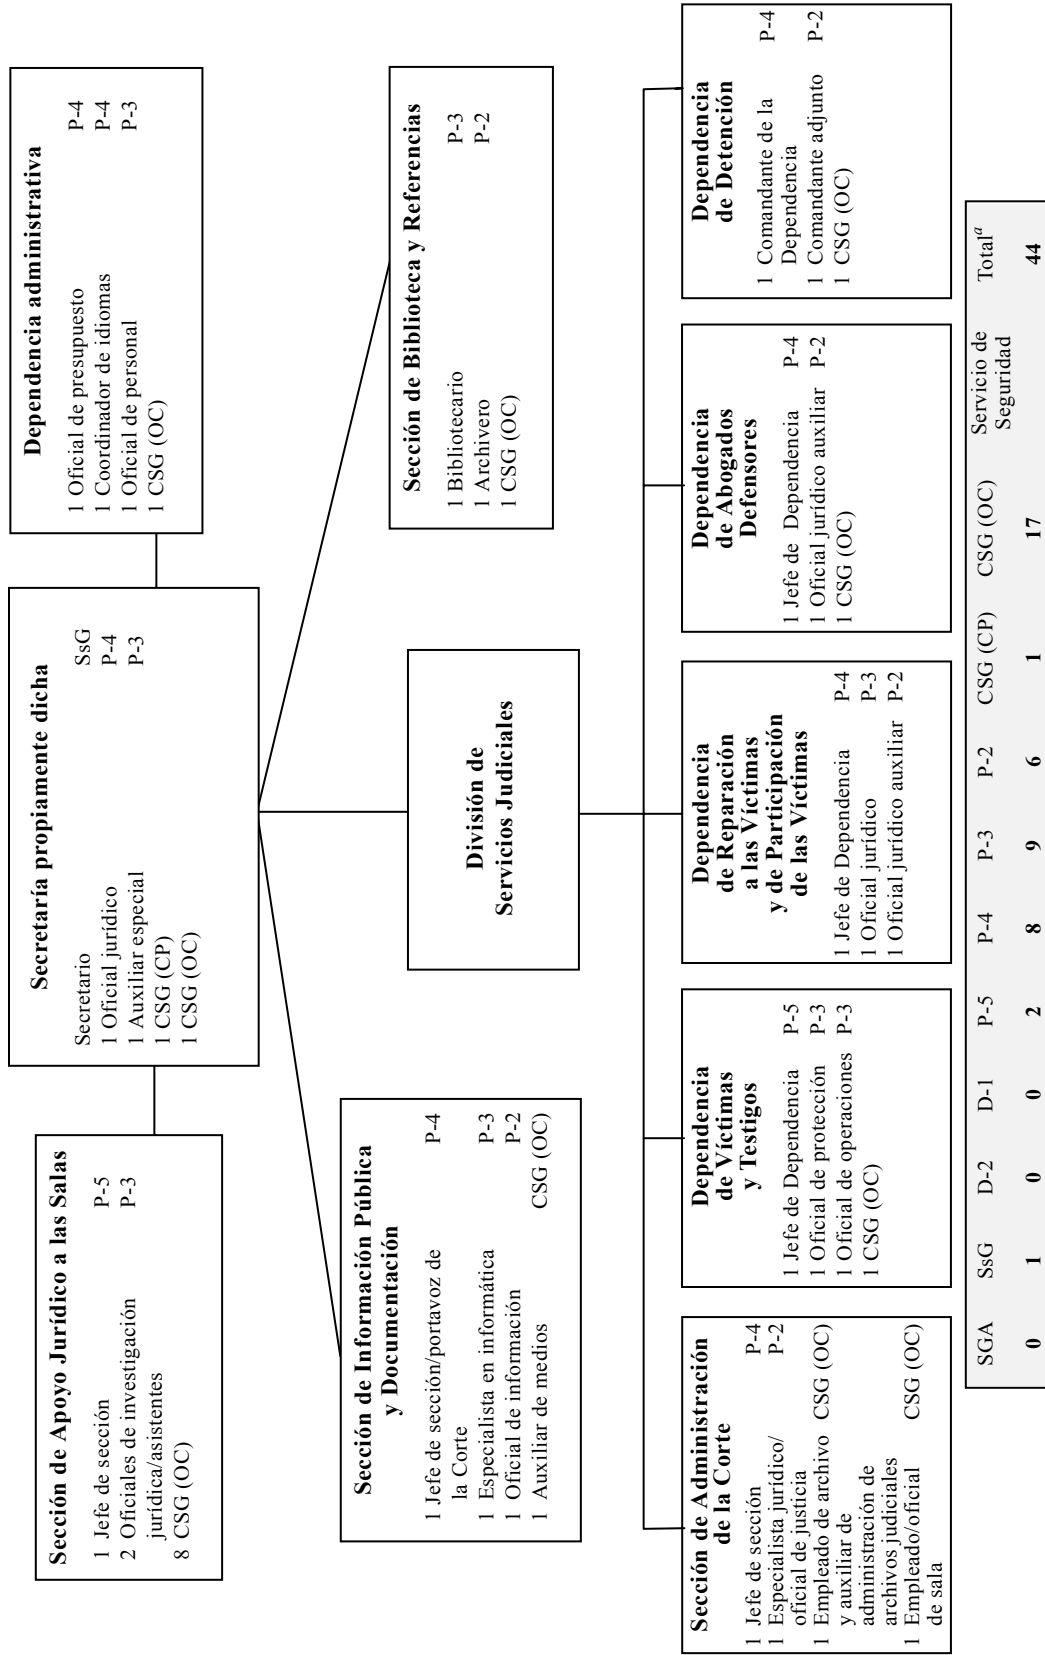 Sección de Apoyo Jurídico a las Salas
1 Jefe de sección P-5
2 Oficiales de investigación P-3
jurídica/asistentes
8 CSG (OC)
Secretaría propiamente dicha
Secretario SsG
1 Oficial jurídico P-4
1 Auxiliar especial P-3
1 CSG (CP)
1 CSG (OC)
Dependencia administrativa
1 Oficial de presupuesto P-4
1 Coordinador de idiomas P-4
1 Oficial de personal P-3
1 CSG (OC)
Sección de Información Pública
y Documentación
1 Jefe de sección/portavoz de P-4
la Corte
1 Especialista en informática P-3
1 Oficial de información P-2
1 Auxiliar de medios CSG (OC)
División de
Servicios Judiciales
Sección de Biblioteca y Referencias
1 Bibliotecario P-3
1 Archivero P-2
1 CSG (OC)
Sección de Administración
de la Corte
1 Jefe de sección P-4
1 Especialista jurídico/ P-2
oficial de justicia
1 Empleado de archivo CSG (OC)
y auxiliar de
administración de
archivos judiciales
1 Empleado/oficial CSG (OC)
de sala
Dependencia
de Víctimas
y Testigos
1 Jefe de Dependencia P-5
1 Oficial de protección P-3
1 Oficial de operaciones P-3
1 CSG (OC)
Dependencia
de Reparación
a las Víctimas
y de Participación
de las Víctimas
1 Jefe de Dependencia P-4
1 Oficial jurídico P-3
1 Oficial jurídico auxiliar P-2
Dependencia
de Abogados
Defensores
1 Jefe de Dependencia P-4
1 Oficial jurídico auxiliar P-2
1 CSG (OC)
Dependencia
de Detención
1 Comandante de la P-4
Dependencia
1 Comandante adjunto P-2
1 CSG (OC)
SGA SsG D-2 D-1 P-5 P-4 P-3 P-2 CSG (CP) CSG (OC) Servicio de Seguridad Total^a
0 1 0 0 2 8 9 6 1 17 44